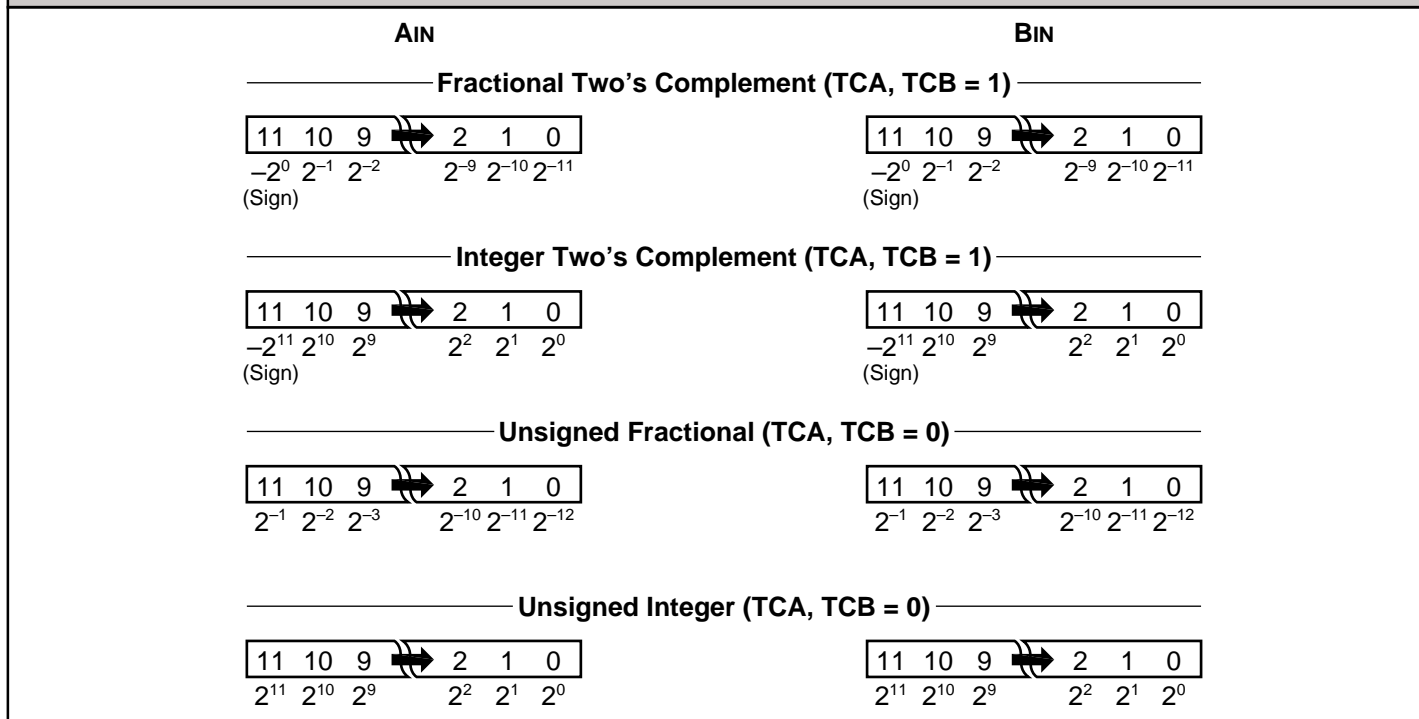 AIN BIN
Fractional Two's Complement (TCA, TCB = 1)
11 10 9 2 1 0 11 10 9 2 1 0
–2⁰ 2⁻¹ 2⁻² 2⁻⁹ 2⁻¹⁰ 2⁻¹¹ –2⁰ 2⁻¹ 2⁻² 2⁻⁹ 2⁻¹⁰ 2⁻¹¹
(Sign) (Sign)
Integer Two's Complement (TCA, TCB = 1)
11 10 9 2 1 0 11 10 9 2 1 0
–2¹¹ 2¹⁰ 2⁹ 2² 2¹ 2⁰ –2¹¹ 2¹⁰ 2⁹ 2² 2¹ 2⁰
(Sign) (Sign)
Unsigned Fractional (TCA, TCB = 0)
11 10 9 2 1 0 11 10 9 2 1 0
2⁻¹ 2⁻² 2⁻³ 2⁻¹⁰ 2⁻¹¹ 2⁻¹² 2⁻¹ 2⁻² 2⁻³ 2⁻¹⁰ 2⁻¹¹ 2⁻¹²
Unsigned Integer (TCA, TCB = 0)
11 10 9 2 1 0 11 10 9 2 1 0
2¹¹ 2¹⁰ 2⁹ 2² 2¹ 2⁰ 2¹¹ 2¹⁰ 2⁹ 2² 2¹ 2⁰